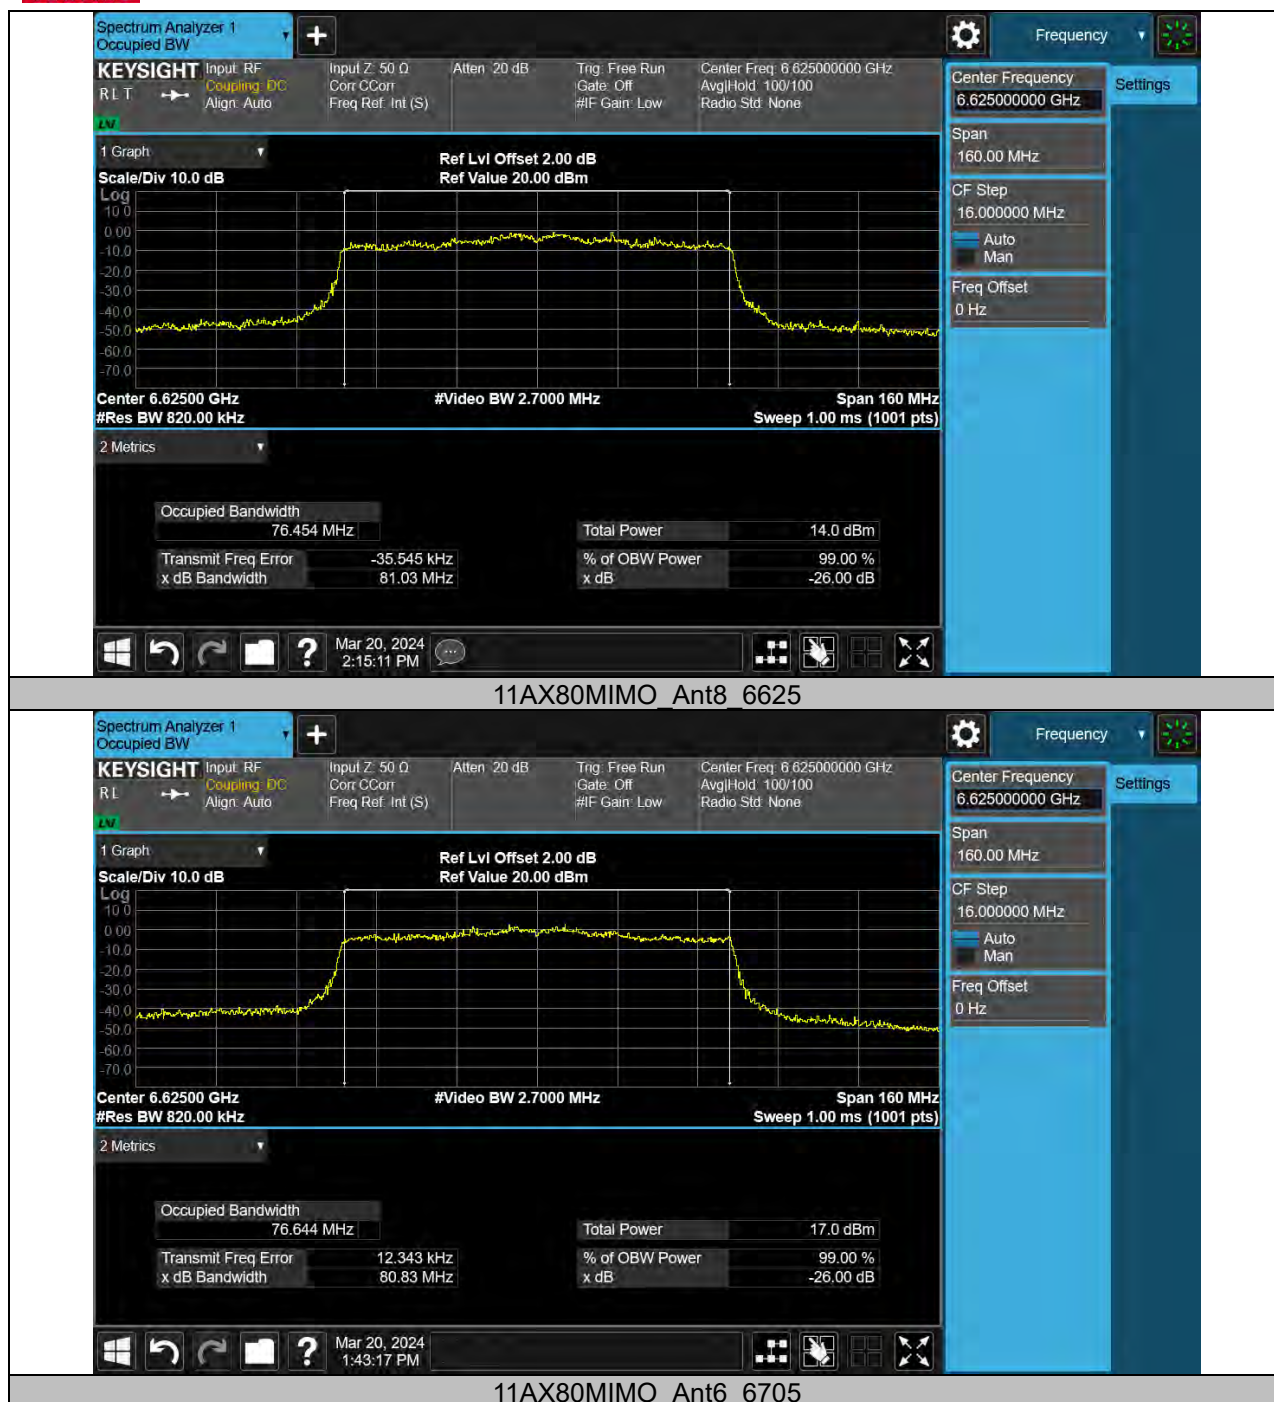 Spectrum Analyzer 1
Occupied BW
Frequency
KEYSIGHT
RLT
LXI
Input: RF
Coupling: DC
Align: Auto
Input Z: 50 Ω
Corr CCorr
Freq Ref: Int (S)
Atten: 20 dB
Trig: Free Run
Gate: Off
#IF Gain: Low
Center Freq: 6.625000000 GHz
Avg|Hold: 100/100
Radio Std: None
Center Frequency
6.625000000 GHz
Settings
Span
160.00 MHz
CF Step
16.000000 MHz
Auto
Man
Freq Offset
0 Hz
1 Graph
Scale/Div 10.0 dB
Ref Lvl Offset 2.00 dB
Ref Value 20.00 dBm
Log
10.0
0.00
-10.0
-20.0
-30.0
-40.0
-50.0
-60.0
-70.0
Center 6.62500 GHz
#Video BW 2.7000 MHz
Span 160 MHz
#Res BW 820.00 kHz
Sweep 1.00 ms (1001 pts)
2 Metrics
Occupied Bandwidth
76.454 MHz
Total Power 14.0 dBm
Transmit Freq Error -35.545 kHz
% of OBW Power 99.00 %
x dB Bandwidth 81.03 MHz
x dB -26.00 dB
?
Mar 20, 2024
2:15:11 PM
11AX80MIMO_Ant8_6625
Spectrum Analyzer 1
Occupied BW
Frequency
KEYSIGHT
RL
LXI
Input: RF
Coupling: DC
Align: Auto
Input Z: 50 Ω
Corr CCorr
Freq Ref: Int (S)
Atten: 20 dB
Trig: Free Run
Gate: Off
#IF Gain: Low
Center Freq: 6.625000000 GHz
Avg|Hold: 100/100
Radio Std: None
Center Frequency
6.625000000 GHz
Settings
Span
160.00 MHz
CF Step
16.000000 MHz
Auto
Man
Freq Offset
0 Hz
1 Graph
Scale/Div 10.0 dB
Ref Lvl Offset 2.00 dB
Ref Value 20.00 dBm
Log
10.0
0.00
-10.0
-20.0
-30.0
-40.0
-50.0
-60.0
-70.0
Center 6.62500 GHz
#Video BW 2.7000 MHz
Span 160 MHz
#Res BW 820.00 kHz
Sweep 1.00 ms (1001 pts)
2 Metrics
Occupied Bandwidth
76.644 MHz
Total Power 17.0 dBm
Transmit Freq Error 12.343 kHz
% of OBW Power 99.00 %
x dB Bandwidth 80.83 MHz
x dB -26.00 dB
?
Mar 20, 2024
1:43:17 PM
11AX80MIMO_Ant6_6705